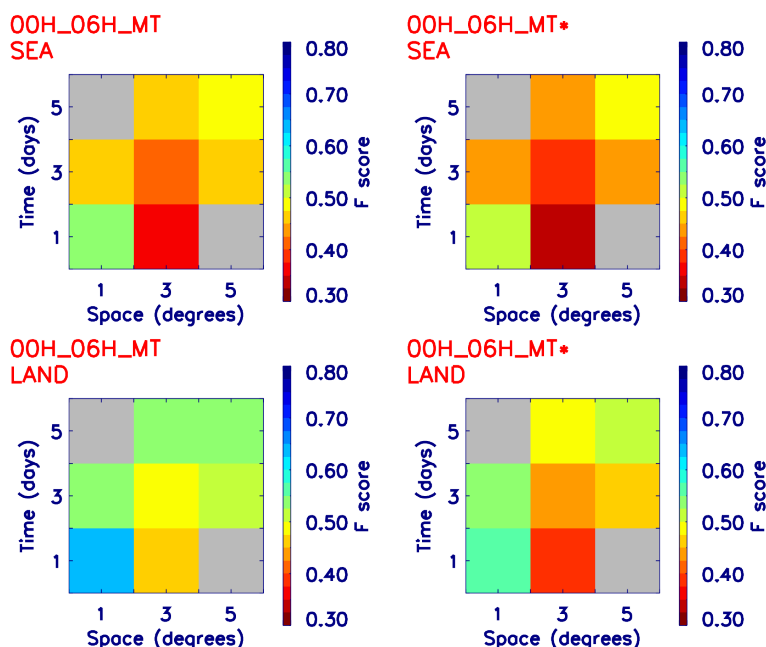 00H_06H_MT
SEA
0.80
0.70
0.60
0.50
0.40
0.30
F score
5
3
1
Time (days)
1 3 5
Space (degrees)
00H_06H_MT*
SEA
0.80
0.70
0.60
0.50
0.40
0.30
F score
5
3
1
Time (days)
1 3 5
Space (degrees)
00H_06H_MT
LAND
0.80
0.70
0.60
0.50
0.40
0.30
F score
5
3
1
Time (days)
1 3 5
Space (degrees)
00H_06H_MT*
LAND
0.80
0.70
0.60
0.50
0.40
0.30
F score
5
3
1
Time (days)
1 3 5
Space (degrees)